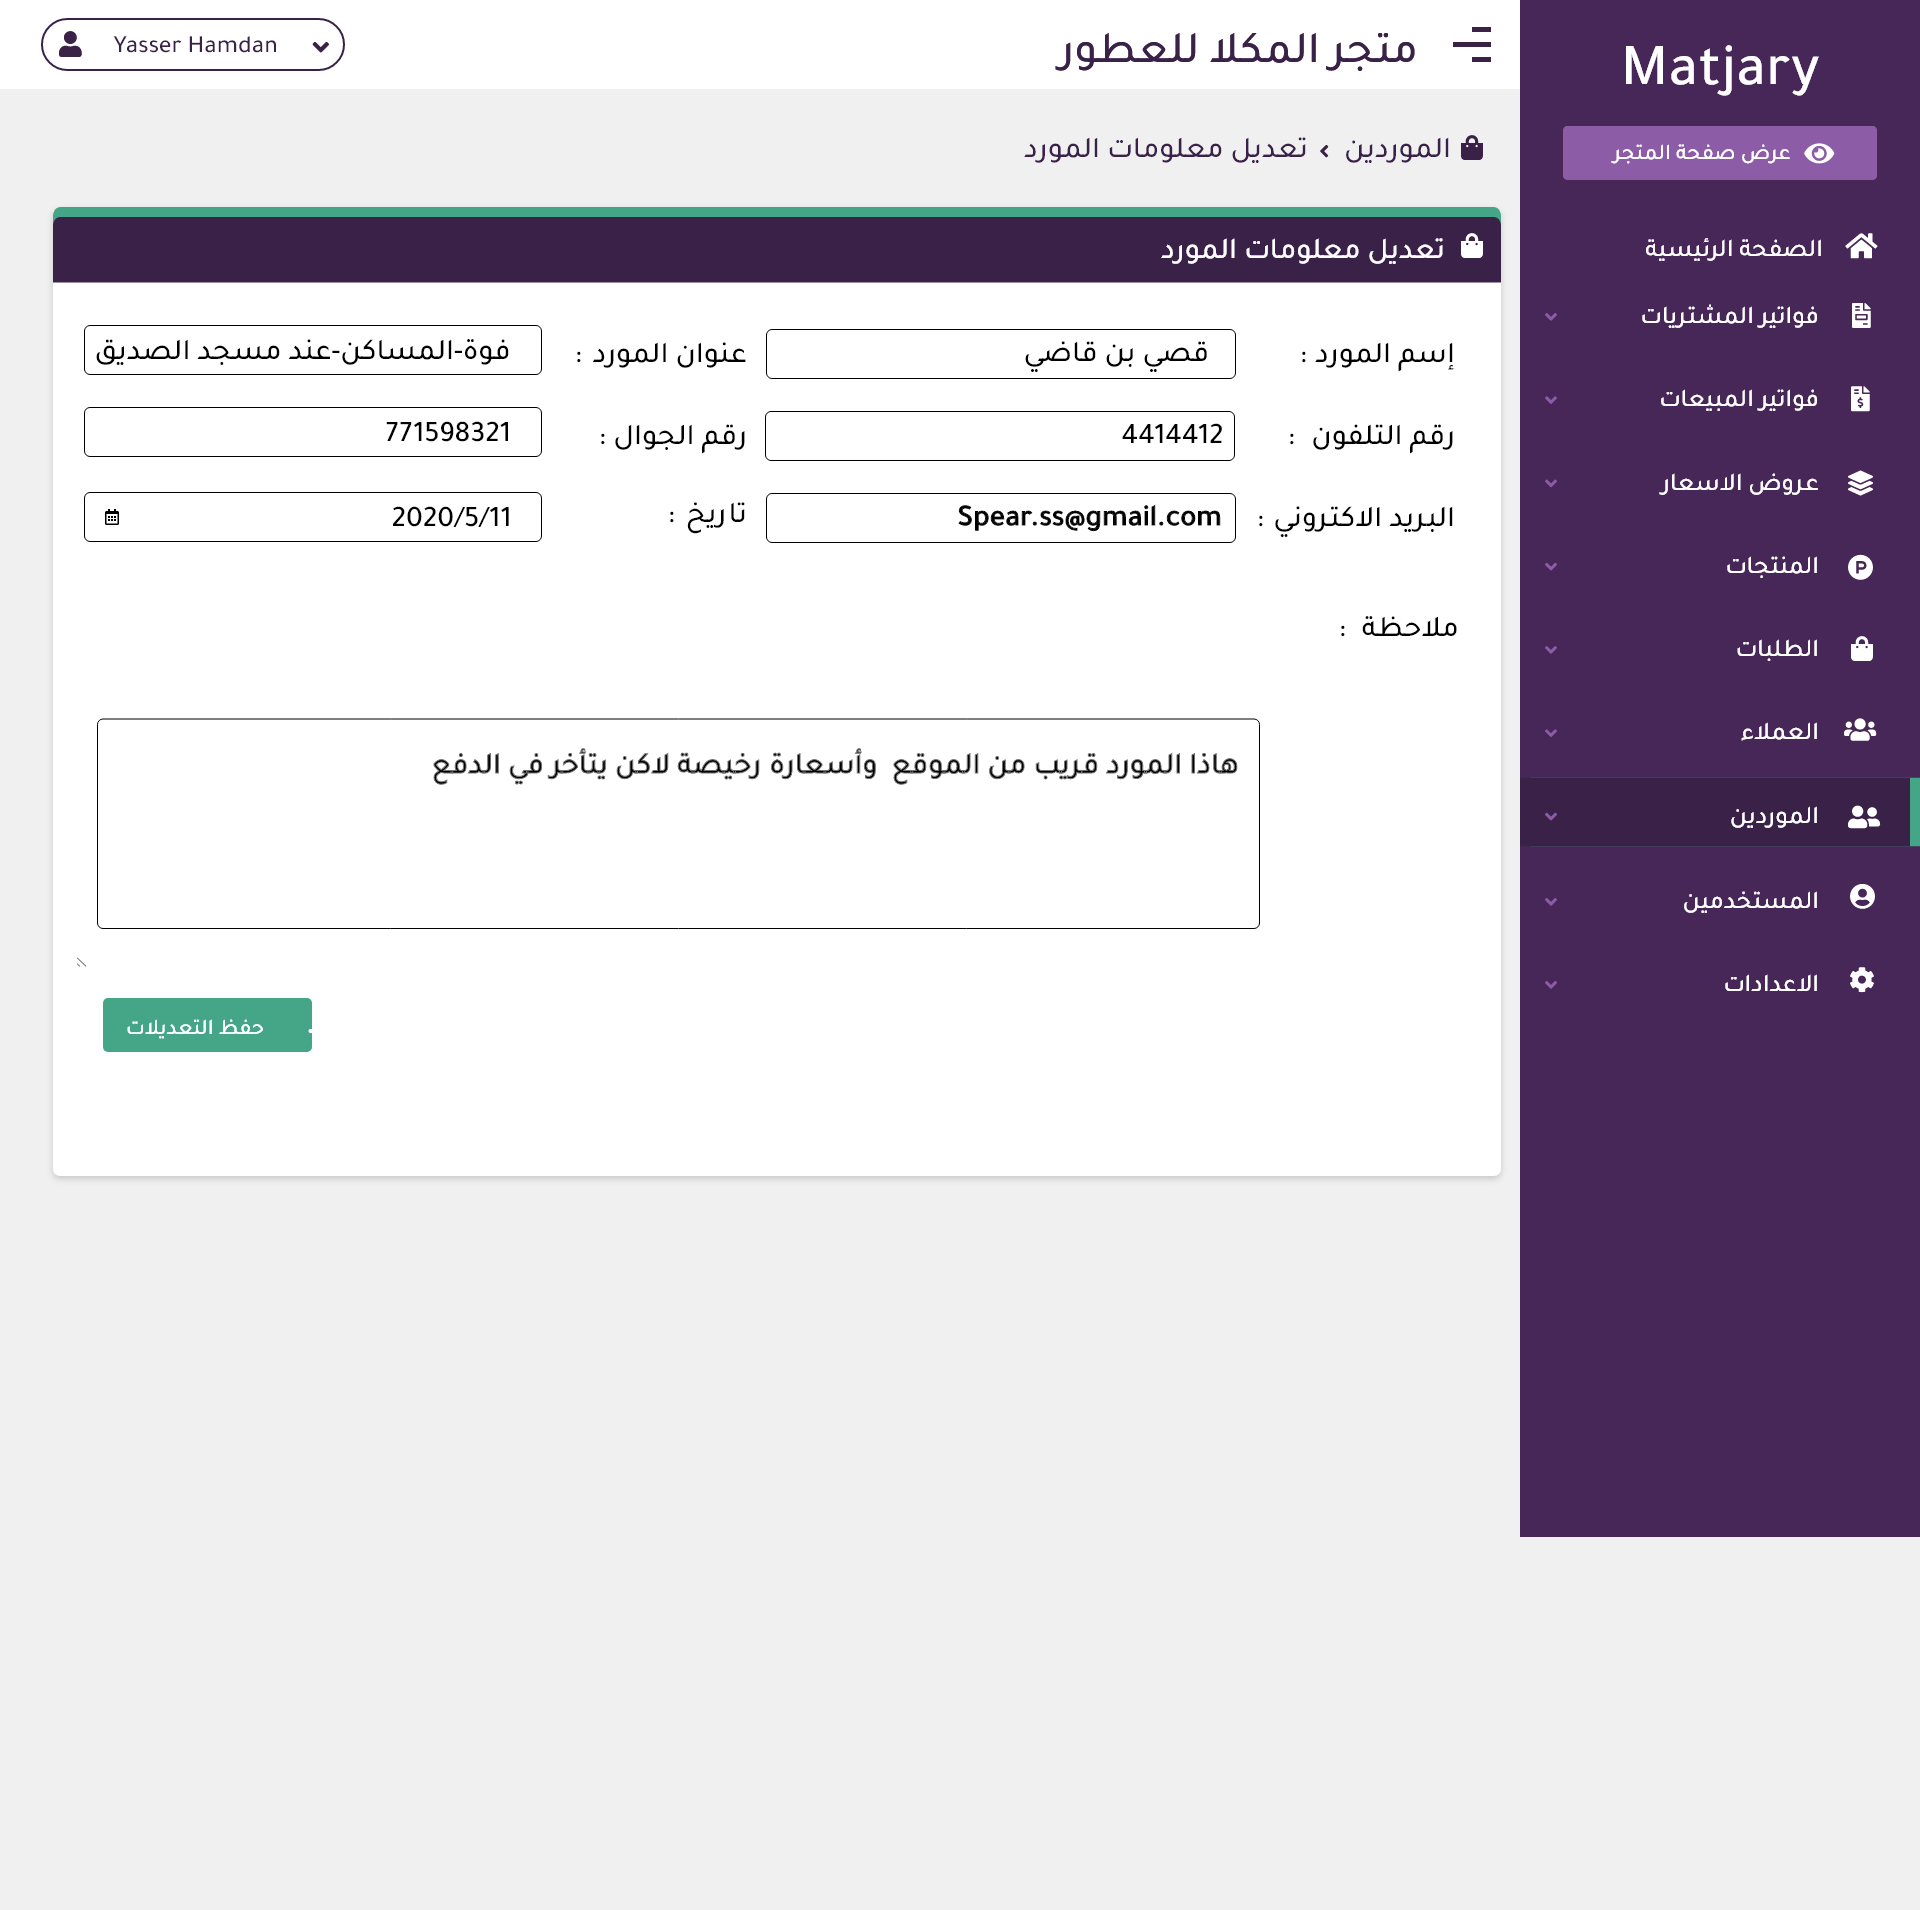 Matjary
عرض صفحة المتجر
الصفحة الرئيسية
فواتير المشتريات
فواتير المبيعات
عروض الاسعار
المنتجات
الطلبات
العملاء
الموردين
المستخدمين
الاعدادات
متجر المكلا للعطور
Yasser Hamdan
الموردين › تعديل معلومات المورد
تعديل معلومات المورد
إسم المورد : قصي بن قاضي عنوان المورد : فوة-المساكن-عند مسجد الصديق
رقم التلفون : 4414412 رقم الجوال : 771598321
البريد الاكتروني : Spear.ss@gmail.com تاريخ : 2020/5/11
ملاحظة :
هاذا المورد قريب من الموقع وأسعارة رخيصة لاكن يتأخر في الدفع
حفظ التعديلات